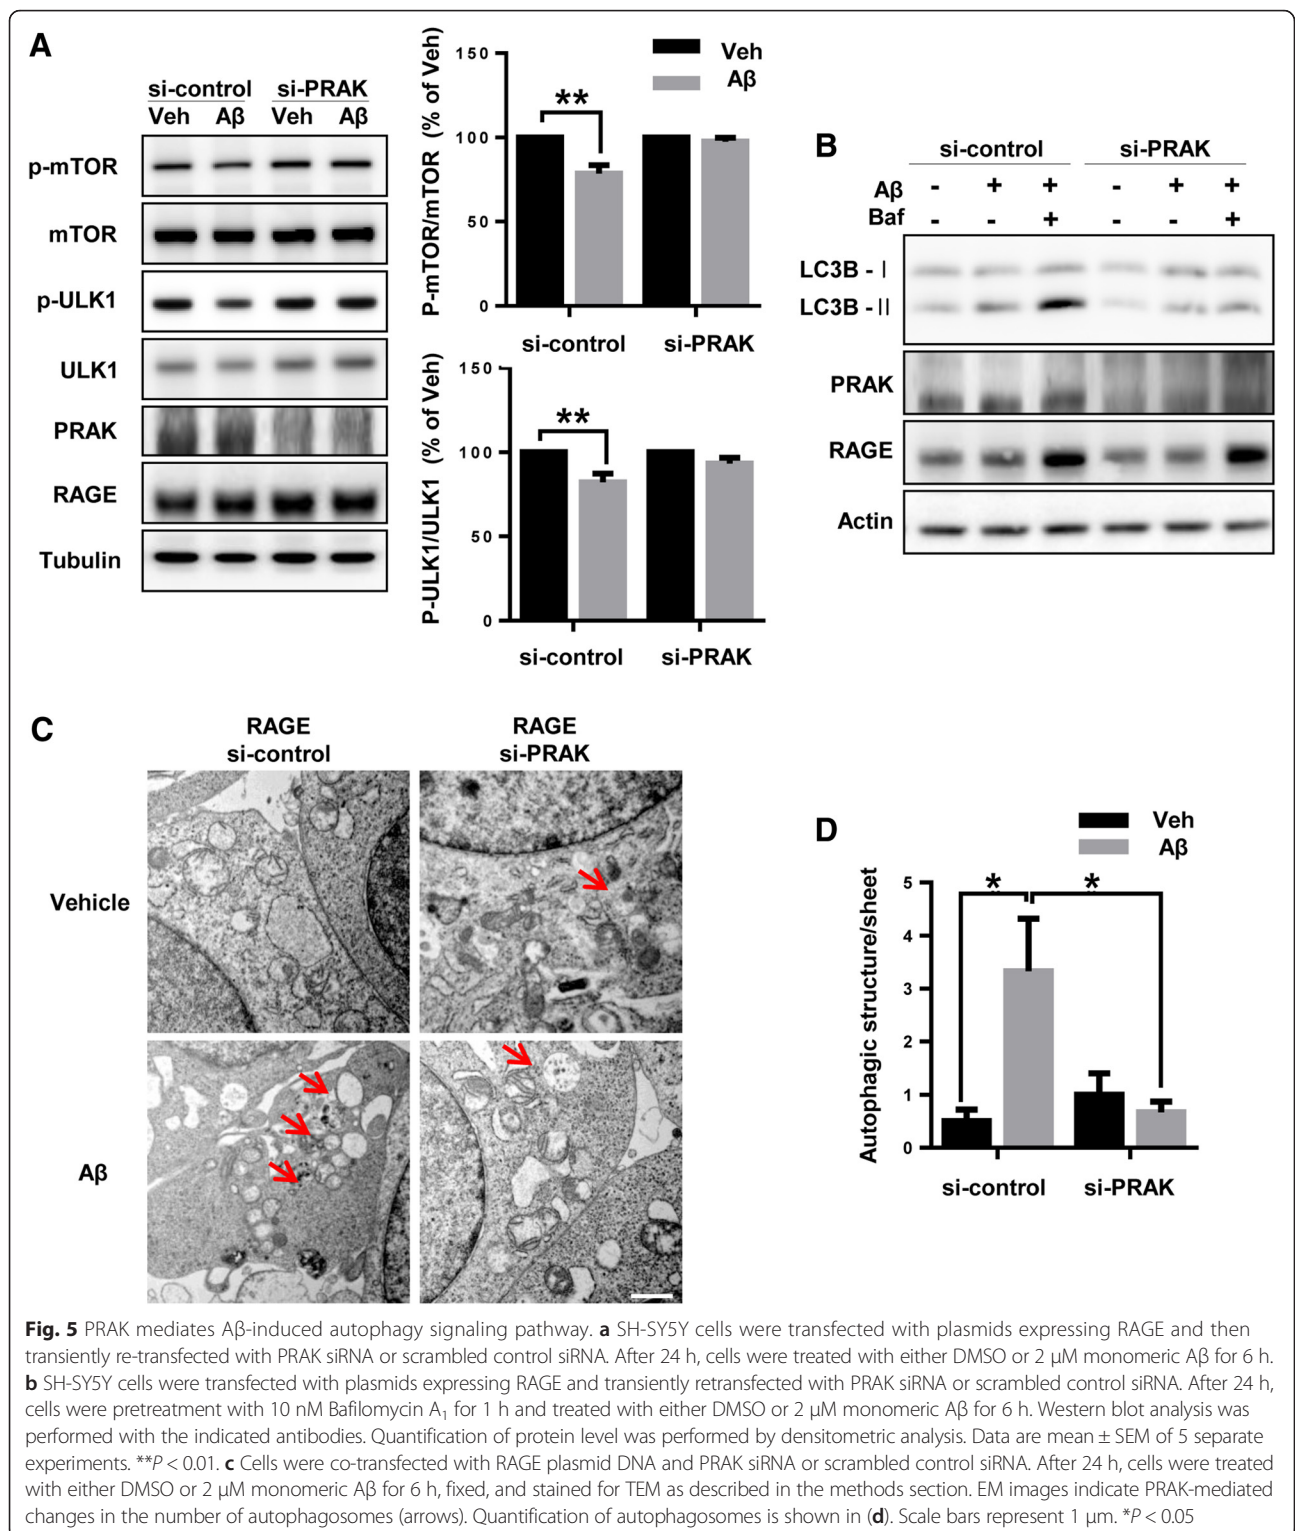 A
si-control si-PRAK
Veh Aβ Veh Aβ
p-mTOR
mTOR
p-ULK1
ULK1
PRAK
RAGE
Tubulin
P-mTOR/mTOR (% of Veh)
150
100
50
0
**
Veh
Aβ
si-control si-PRAK
P-ULK1/ULK1 (% of Veh)
150
100
50
0
**
si-control si-PRAK
B
si-control si-PRAK
Aβ - + + - + +
Baf - - + - - +
LC3B - I
LC3B - II
PRAK
RAGE
Actin
C
RAGE RAGE
si-control si-PRAK
Vehicle
Aβ
D
Veh
Aβ
Autophagic structure/sheet
5
4
3
2
1
0
* *
si-control si-PRAK
Fig. 5 PRAK mediates Aβ-induced autophagy signaling pathway. a SH-SY5Y cells were transfected with plasmids expressing RAGE and then
transiently re-transfected with PRAK siRNA or scrambled control siRNA. After 24 h, cells were treated with either DMSO or 2 μM monomeric Aβ for 6 h.
b SH-SY5Y cells were transfected with plasmids expressing RAGE and transiently retransfected with PRAK siRNA or scrambled control siRNA. After 24 h,
cells were pretreatment with 10 nM Bafilomycin A₁ for 1 h and treated with either DMSO or 2 μM monomeric Aβ for 6 h. Western blot analysis was
performed with the indicated antibodies. Quantification of protein level was performed by densitometric analysis. Data are mean ± SEM of 5 separate
experiments. **P < 0.01. c Cells were co-transfected with RAGE plasmid DNA and PRAK siRNA or scrambled control siRNA. After 24 h, cells were treated
with either DMSO or 2 μM monomeric Aβ for 6 h, fixed, and stained for TEM as described in the methods section. EM images indicate PRAK-mediated
changes in the number of autophagosomes (arrows). Quantification of autophagosomes is shown in (d). Scale bars represent 1 μm. *P < 0.05